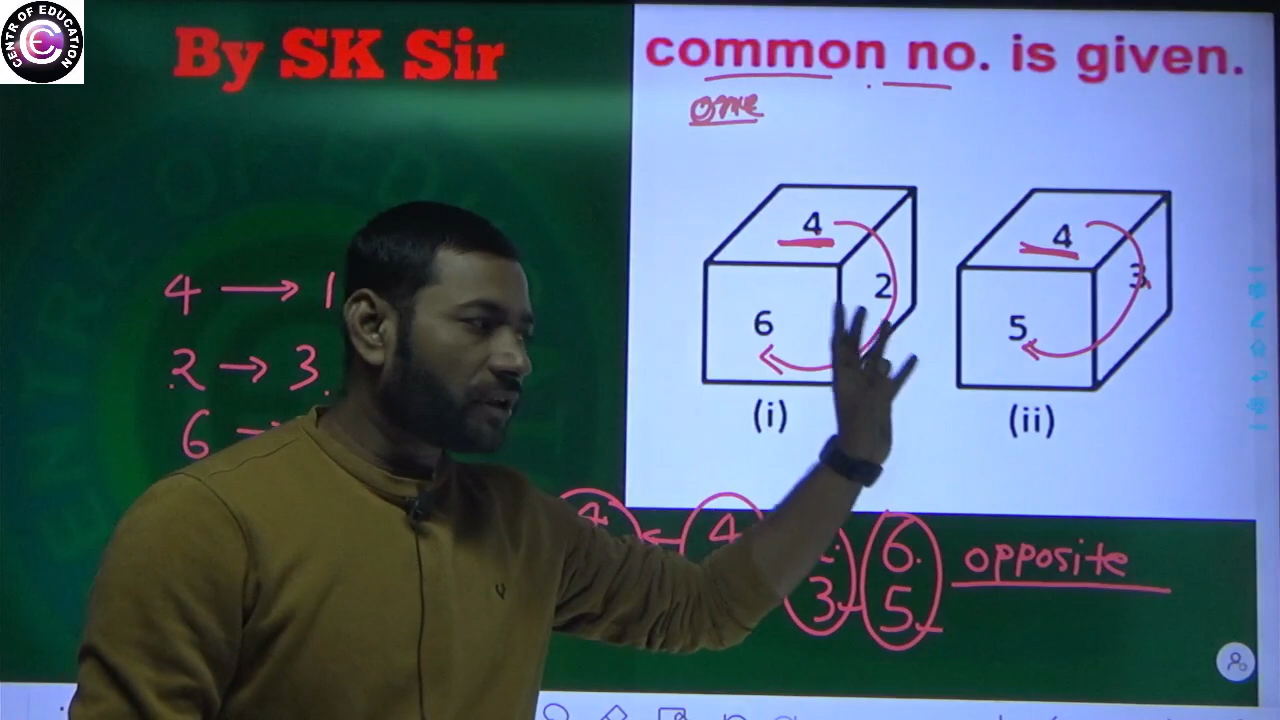 CENTR OF EDUCATION
By SK Sir
common no. is given.
one
4
2
6
(i)
4
3
5
(ii)
4 → 1
2 → 3
6 →
4 ← 4
3 5
6
opposite